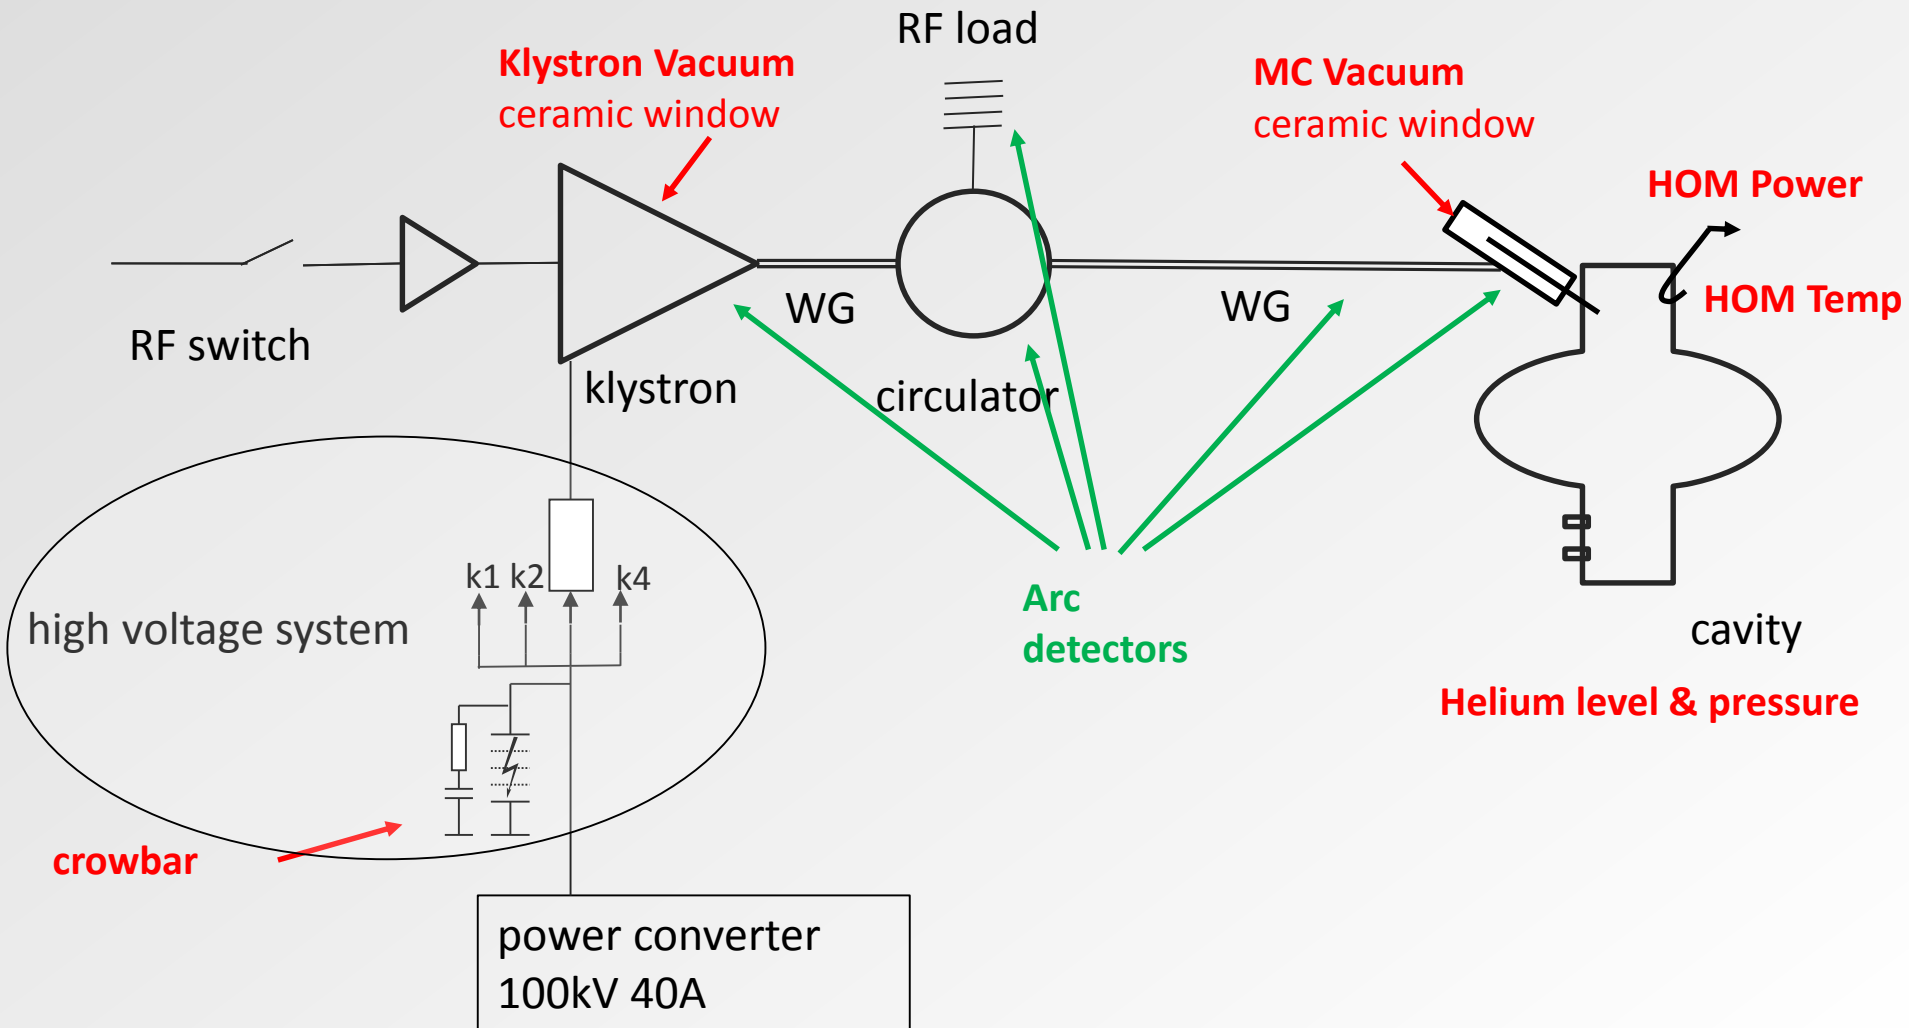 RF load
Klystron Vacuum
ceramic window
MC Vacuum
ceramic window
HOM Power
HOM Temp
RF switch
klystron
WG
circulator
WG
k1 k2 k4
high voltage system
Arc
detectors
cavity
Helium level & pressure
crowbar
power converter
100kV 40A